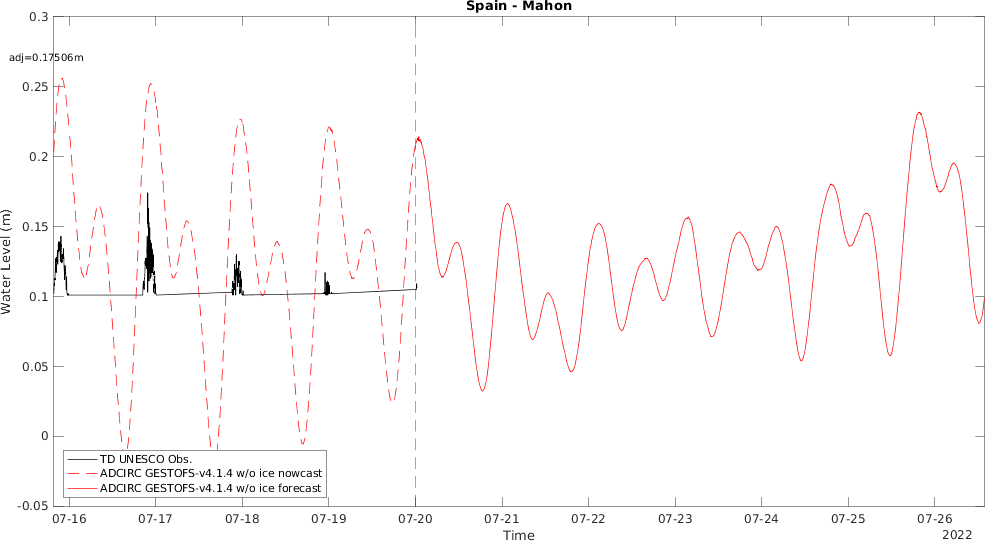 Spain - Mahon
adj=0.17506m
Water Level (m)
0.3
0.25
0.2
0.15
0.1
0.05
0
-0.05
TD UNESCO Obs.
ADCIRC GESTOFS-v4.1.4 w/o ice nowcast
ADCIRC GESTOFS-v4.1.4 w/o ice forecast
07-16 07-17 07-18 07-19 07-20 07-21 07-22 07-23 07-24 07-25 07-26
Time
2022